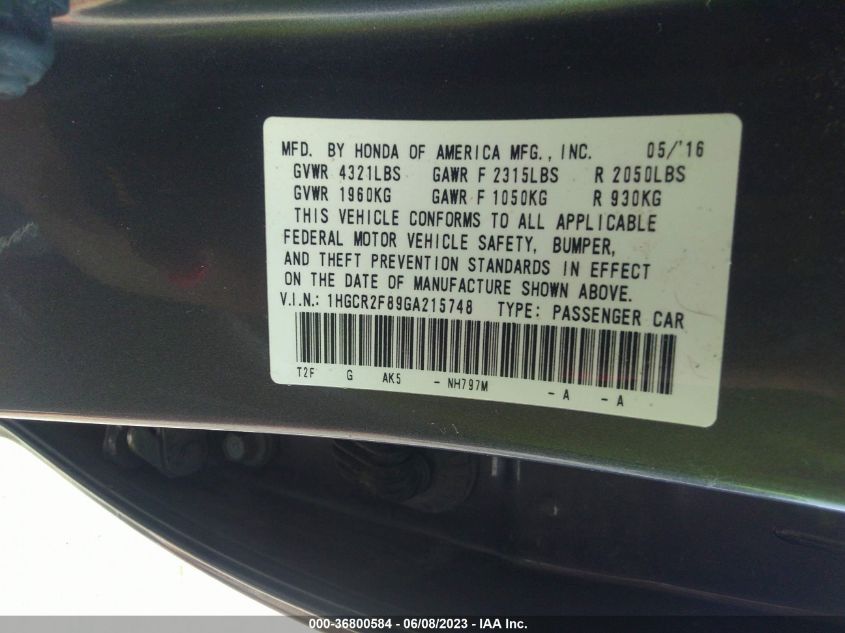 MFD. BY HONDA OF AMERICA MFG., INC. 05/'16
GVWR 4321LBS GAWR F 2315LBS R 2050LBS
GVWR 1960KG GAWR F 1050KG R 930KG
THIS VEHICLE CONFORMS TO ALL APPLICABLE
FEDERAL MOTOR VEHICLE SAFETY, BUMPER,
AND THEFT PREVENTION STANDARDS IN EFFECT
ON THE DATE OF MANUFACTURE SHOWN ABOVE.
V.I.N.: 1HGCR2F89GA215748 TYPE: PASSENGER CAR
T2F G AK5 - NH797M - A - A
000-36800584 - 06/08/2023 - IAA Inc.